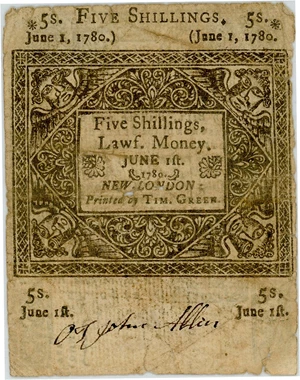 *5s. FIVE SHILLINGS. 5s.*
June 1, 1780.) (June 1, 1780.
Five Shillings,
Lawf. Money.
JUNE 1st.
1780.
NEW-LONDON:
Printed by TIM. GREEN.
5s. 5s.
June 1st. June 1st.
John